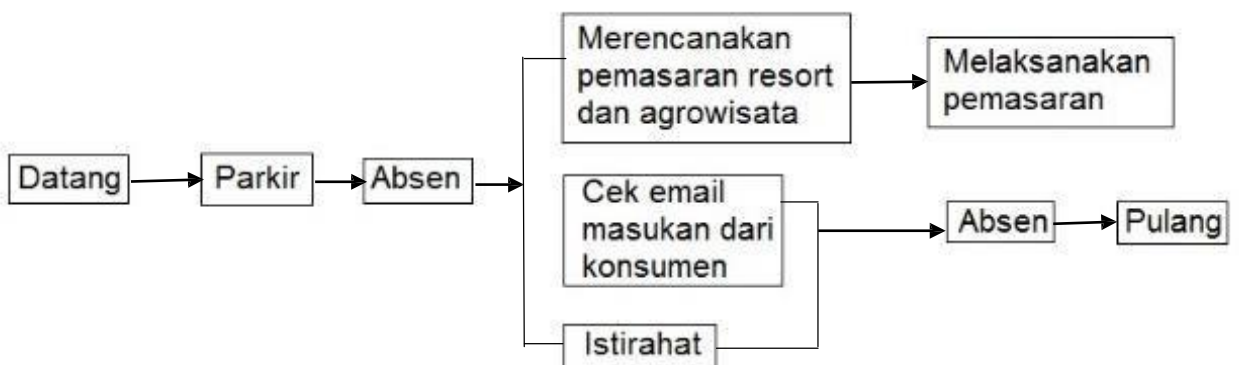 Datang
Parkir
Absen
Merencanakan
pemasaran resort
dan agrowisata
Melaksanakan
pemasaran
Cek email
masukan dari
konsumen
Istirahat
Absen
Pulang